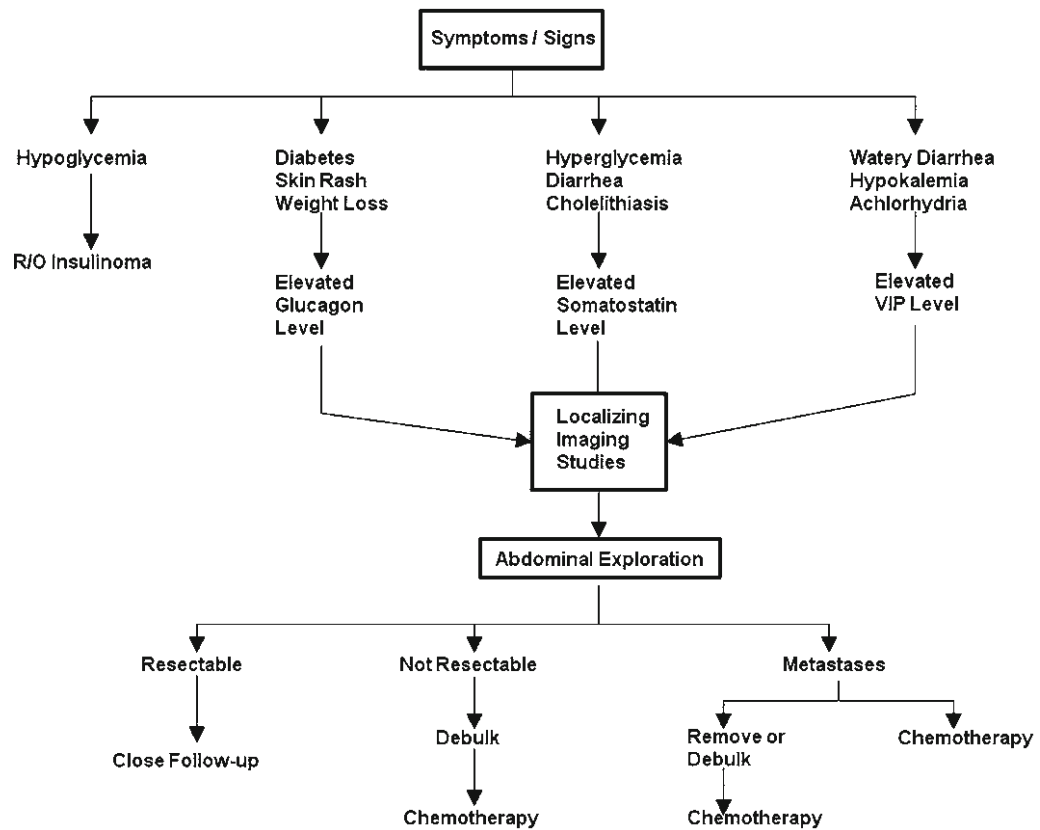 Symptoms / Signs
Hypoglycemia
R/O Insulinoma
Diabetes
Skin Rash
Weight Loss
Elevated
Glucagon
Level
Hyperglycemia
Diarrhea
Cholelithiasis
Elevated
Somatostatin
Level
Watery Diarrhea
Hypokalemia
Achlorhydria
Elevated
VIP Level
Localizing
Imaging
Studies
Abdominal Exploration
Resectable
Close Follow-up
Not Resectable
Debulk
Chemotherapy
Metastases
Remove or
Debulk
Chemotherapy
Chemotherapy